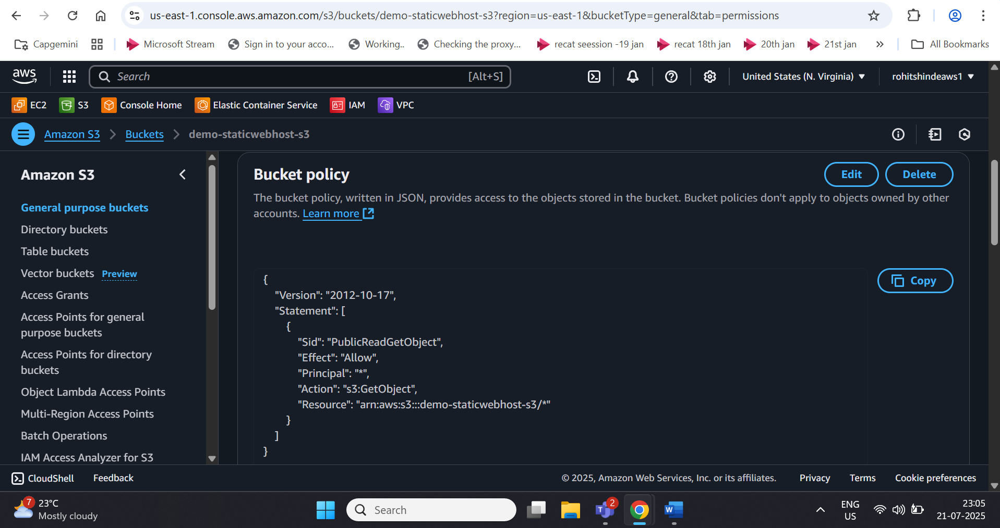 us-east-1.console.aws.amazon.com/s3/buckets/demo-staticwebhost-s3?region=us-east-1&bucketType=general&tab=permissions
Capgemini
Microsoft Stream
Sign in to your acco...
Working..
Checking the proxy...
recat seession -19 jan
recat 18th jan
20th jan
21st jan
»
All Bookmarks
aws
Search
[Alt+S]
United States (N. Virginia)
rohitshindeaws1
EC2
S3
Console Home
Elastic Container Service
IAM
VPC
Amazon S3
Buckets
demo-staticwebhost-s3
Amazon S3
General purpose buckets
Directory buckets
Table buckets
Vector buckets Preview
Access Grants
Access Points for general
purpose buckets
Access Points for directory
buckets
Object Lambda Access Points
Multi-Region Access Points
Batch Operations
IAM Access Analyzer for S3
Bucket policy
Edit
Delete
The bucket policy, written in JSON, provides access to the objects stored in the bucket. Bucket policies don't apply to objects owned by other
accounts. Learn more
Copy
{
"Version": "2012-10-17",
"Statement": [
{
"Sid": "PublicReadGetObject",
"Effect": "Allow",
"Principal": "*",
"Action": "s3:GetObject",
"Resource": "arn:aws:s3:::demo-staticwebhost-s3/*"
}
]
}
CloudShell
Feedback
© 2025, Amazon Web Services, Inc. or its affiliates.
Privacy
Terms
Cookie preferences
7
23°C
Mostly cloudy
Search
T
2
W
ENG
US
23:05
21-07-2025